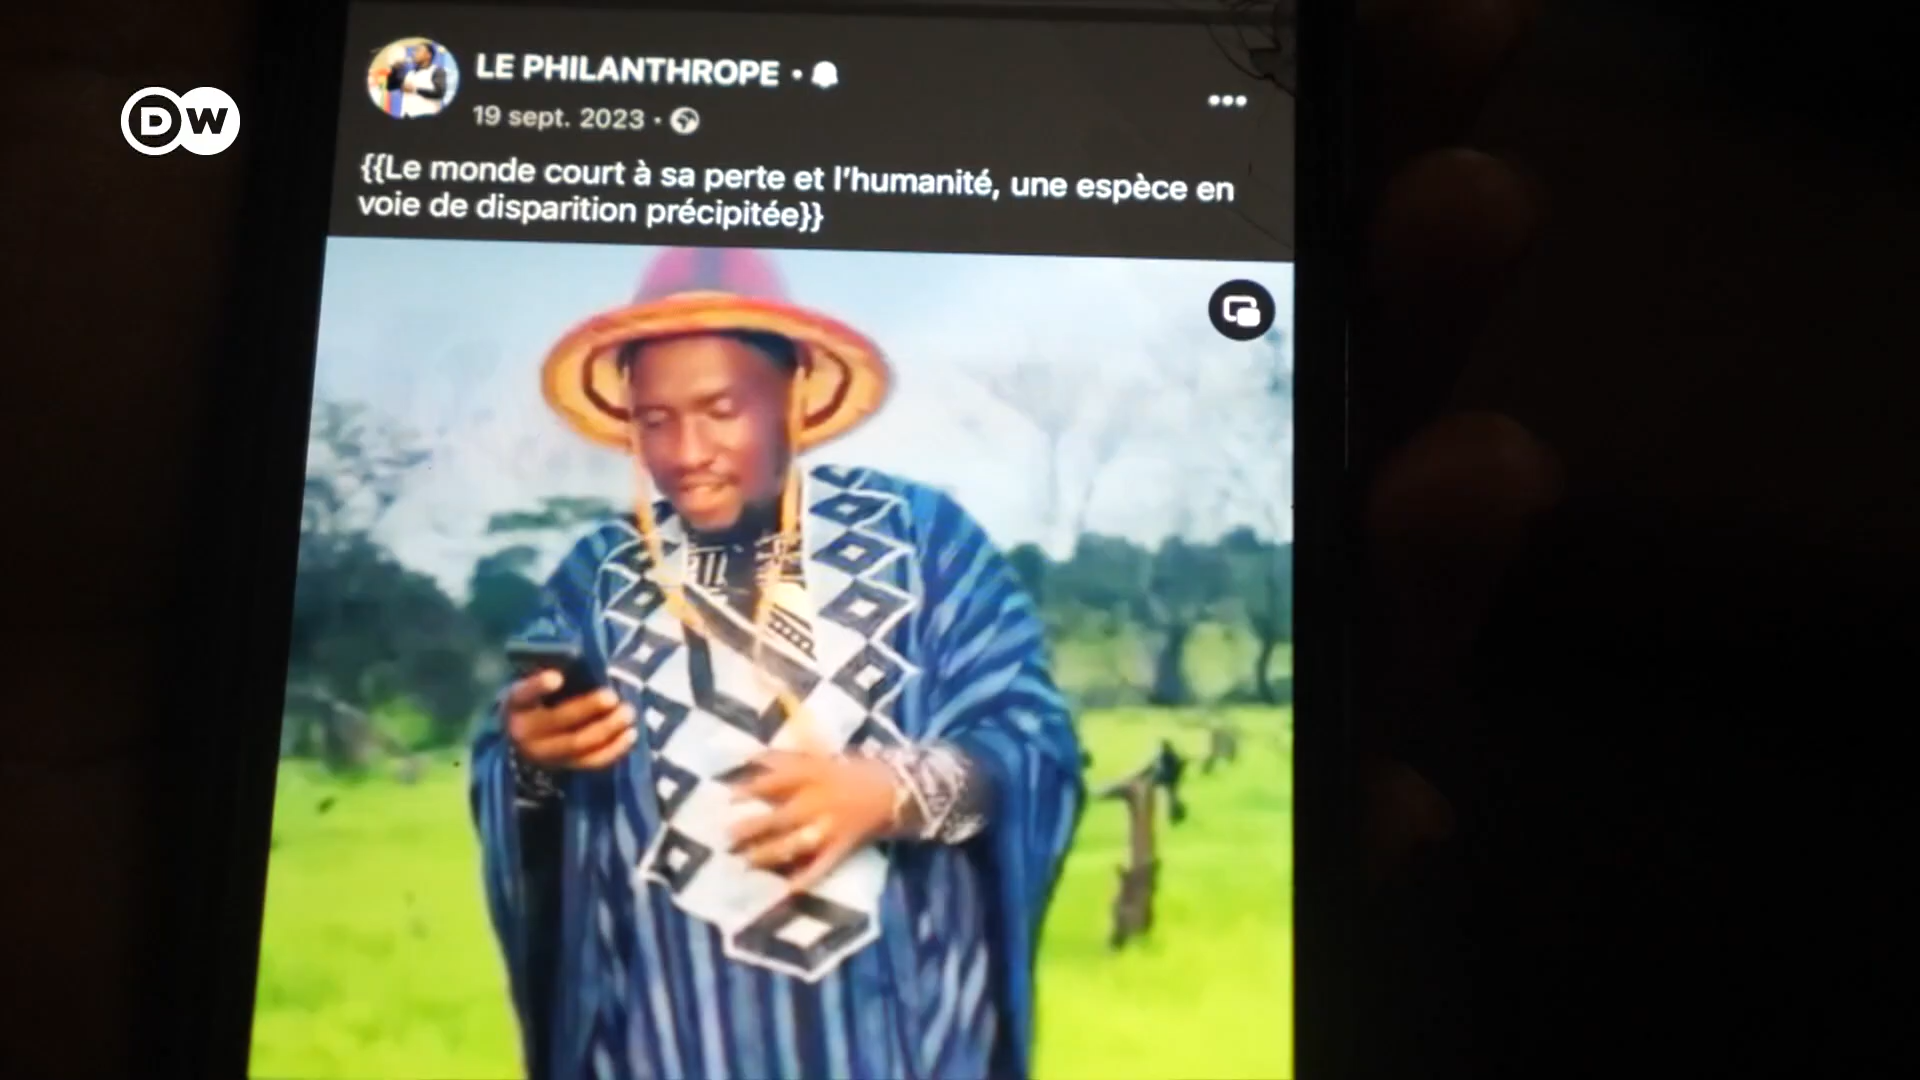 DW
LE PHILANTHROPE •
19 sept. 2023 •
{{Le monde court à sa perte et l'humanité, une espèce en
voie de disparition précipitée}}